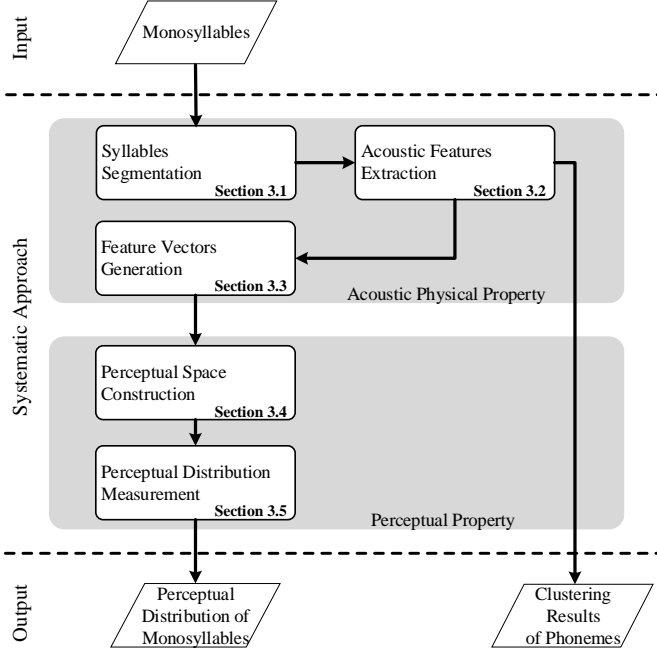 Input
Monosyllables
Systematic Approach
Syllables
Segmentation
Section 3.1
Acoustic Features
Extraction
Section 3.2
Feature Vectors
Generation
Section 3.3
Acoustic Physical Property
Perceptual Space
Construction
Section 3.4
Perceptual Distribution
Measurement
Section 3.5
Perceptual Property
Output
Perceptual
Distribution of
Monosyllables
Clustering
Results
of Phonemes